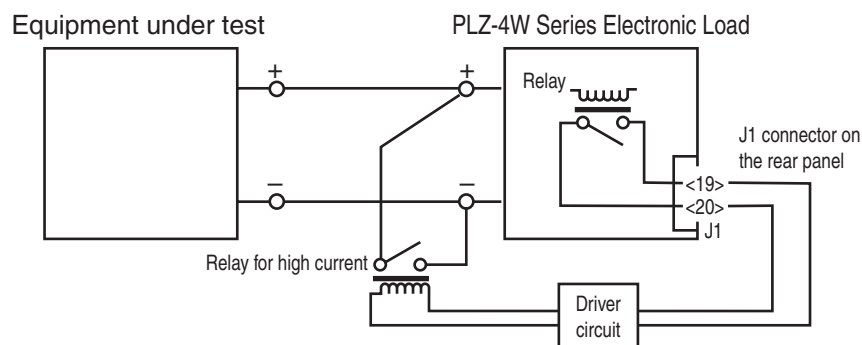 Equipment under test
PLZ-4W Series Electronic Load
+
+
Relay
J1 connector on
the rear panel
<19>
<20>
J1
−
−
Relay for high current
Driver
circuit